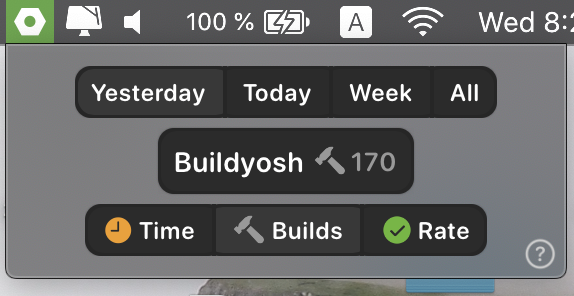 100 % A Wed 8:2
Yesterday Today Week All
Buildyosh 170
Time Builds Rate
?